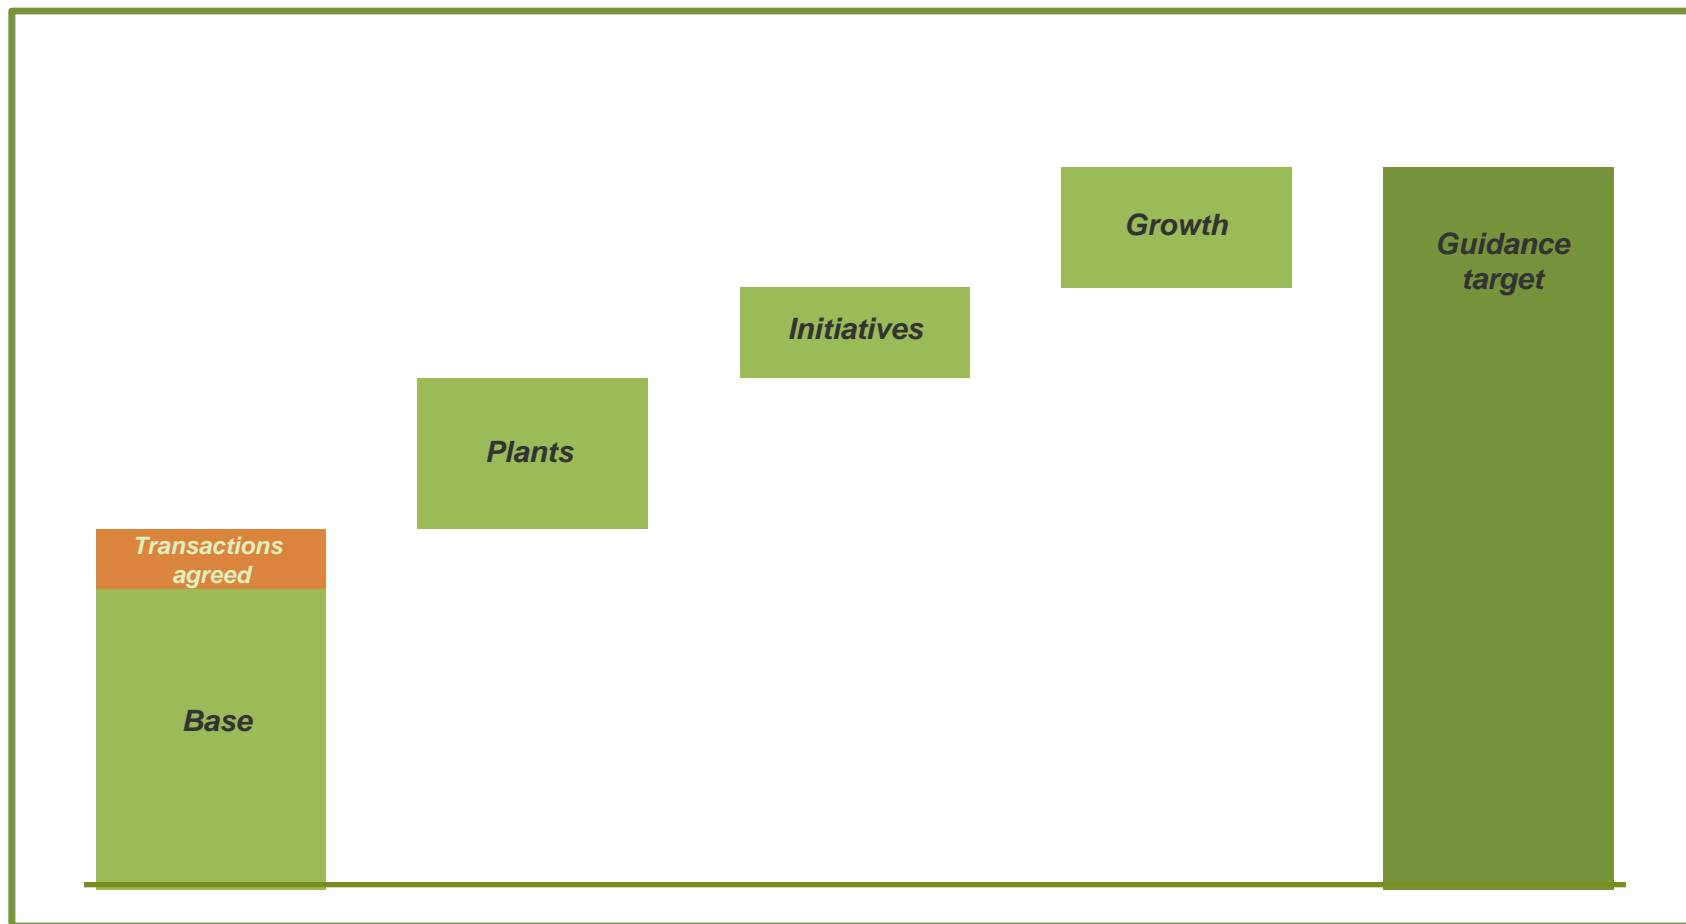 Growth
Guidance
target
Initiatives
Plants
Transactions
agreed
Base